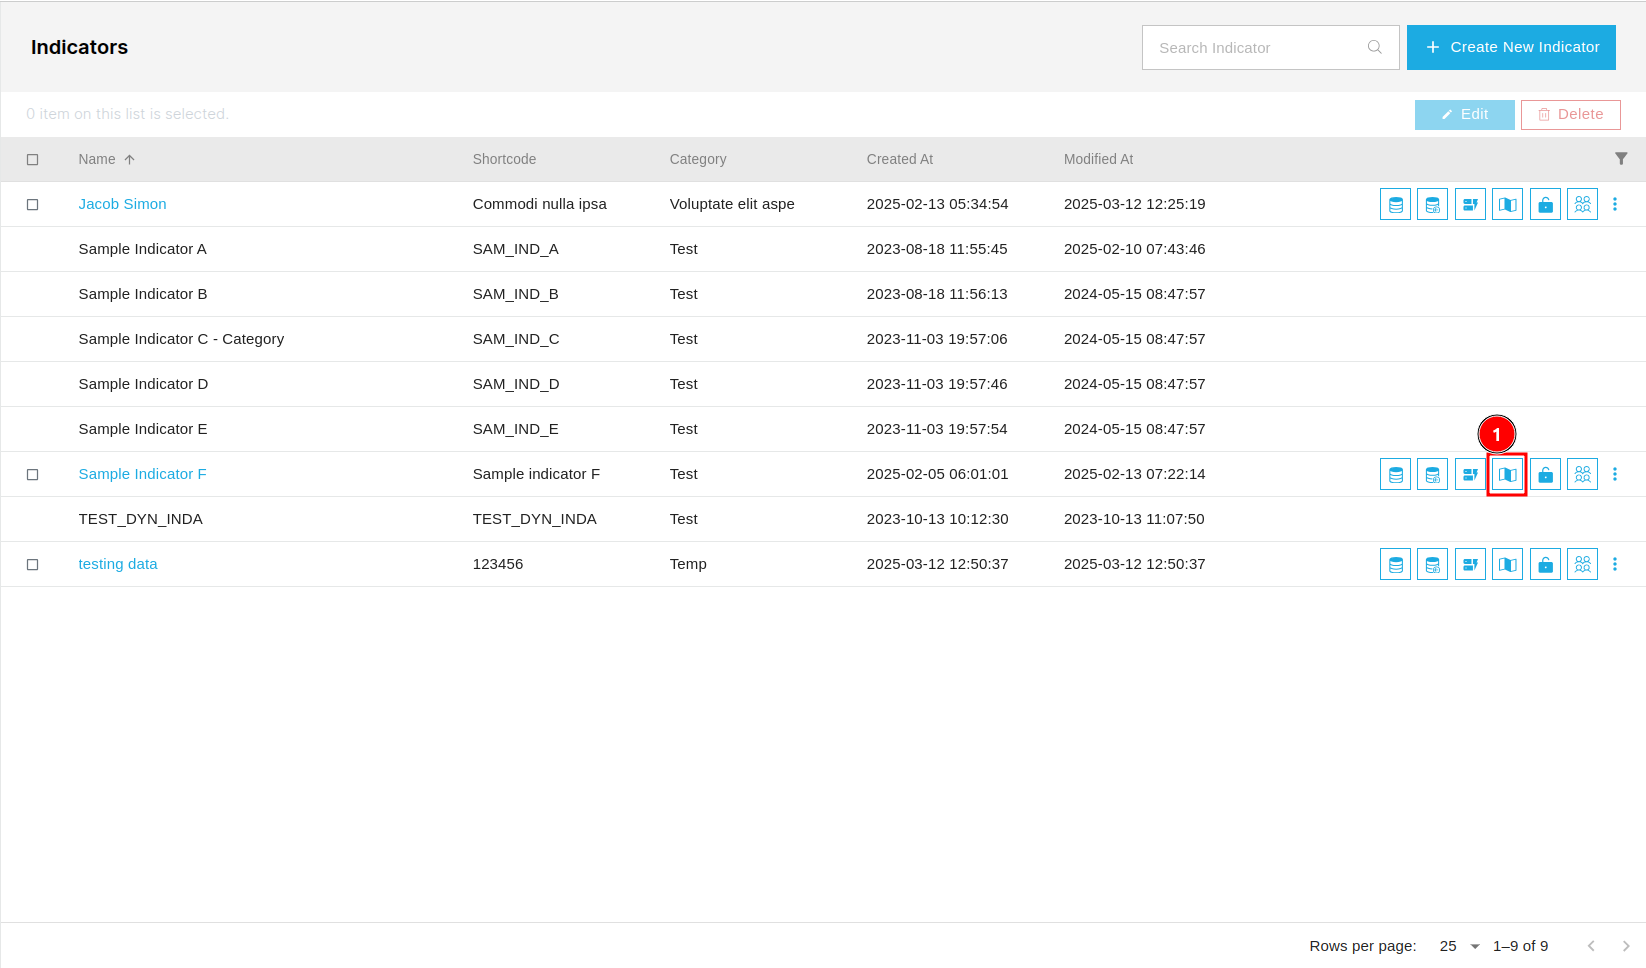 Indicators
Search Indicator
Create New Indicator
0 item on this list is selected.
Edit
Delete
Name Shortcode Category Created At Modified At
Jacob Simon Commodi nulla ipsa Voluptate elit aspe 2025-02-13 05:34:54 2025-03-12 12:25:19
Sample Indicator A SAM_IND_A Test 2023-08-18 11:55:45 2025-02-10 07:43:46
Sample Indicator B SAM_IND_B Test 2023-08-18 11:56:13 2024-05-15 08:47:57
Sample Indicator C - Category SAM_IND_C Test 2023-11-03 19:57:06 2024-05-15 08:47:57
Sample Indicator D SAM_IND_D Test 2023-11-03 19:57:46 2024-05-15 08:47:57
Sample Indicator E SAM_IND_E Test 2023-11-03 19:57:54 2024-05-15 08:47:57
1
Sample Indicator F Sample indicator F Test 2025-02-05 06:01:01 2025-02-13 07:22:14
TEST_DYN_INDA TEST_DYN_INDA Test 2023-10-13 10:12:30 2023-10-13 11:07:50
testing data 123456 Temp 2025-03-12 12:50:37 2025-03-12 12:50:37
Rows per page: 25 1–9 of 9